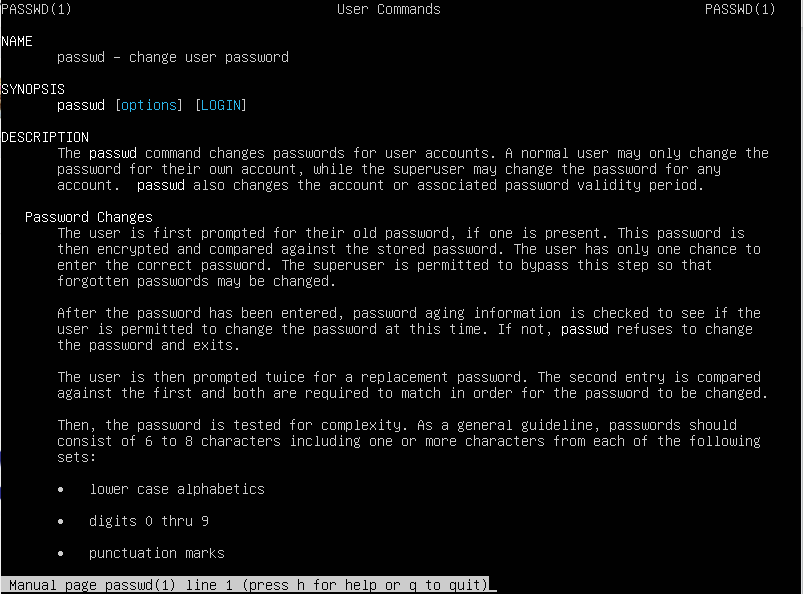 PASSWD(1) User Commands PASSWD(1)
NAME
passwd – change user password
SYNOPSIS
passwd [options] [LOGIN]
DESCRIPTION
The passwd command changes passwords for user accounts. A normal user may only change the
password for their own account, while the superuser may change the password for any
account. passwd also changes the account or associated password validity period.
Password Changes
The user is first prompted for their old password, if one is present. This password is
then encrypted and compared against the stored password. The user has only one chance to
enter the correct password. The superuser is permitted to bypass this step so that
forgotten passwords may be changed.
After the password has been entered, password aging information is checked to see if the
user is permitted to change the password at this time. If not, passwd refuses to change
the password and exits.
The user is then prompted twice for a replacement password. The second entry is compared
against the first and both are required to match in order for the password to be changed.
Then, the password is tested for complexity. As a general guideline, passwords should
consist of 6 to 8 characters including one or more characters from each of the following
sets:
• lower case alphabetics
• digits 0 thru 9
• punctuation marks
Manual page passwd(1) line 1 (press h for help or q to quit)